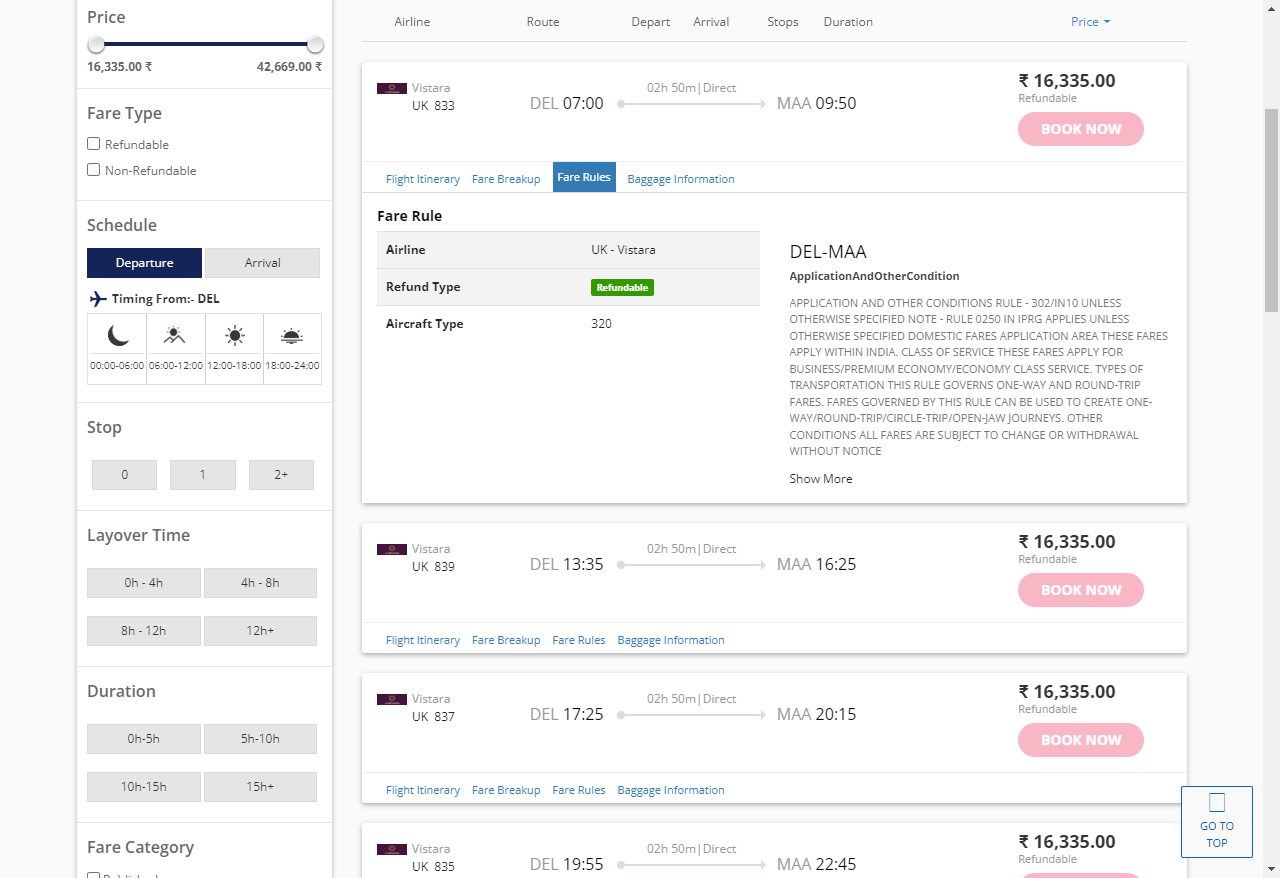 Price
16,335.00 ₹ 42,669.00 ₹
Fare Type
Refundable
Non-Refundable
Schedule
Departure Arrival
Timing From:- DEL
00:00-06:00 06:00-12:00 12:00-18:00 18:00-24:00
Stop
0 1 2+
Layover Time
0h - 4h 4h - 8h
8h - 12h 12h+
Duration
0h-5h 5h-10h
10h-15h 15h+
Fare Category
Airline Route Depart Arrival Stops Duration Price
Vistara
UK 833
DEL 07:00
02h 50m|Direct
MAA 09:50
₹ 16,335.00
Refundable
BOOK NOW
Flight Itinerary Fare Breakup Fare Rules Baggage Information
Fare Rule
Airline UK - Vistara
Refund Type Refundable
Aircraft Type 320
DEL-MAA
ApplicationAndOtherCondition
APPLICATION AND OTHER CONDITIONS RULE - 302/IN10 UNLESS
OTHERWISE SPECIFIED NOTE - RULE 0250 IN IPRG APPLIES UNLESS
OTHERWISE SPECIFIED DOMESTIC FARES APPLICATION AREA THESE FARES
APPLY WITHIN INDIA. CLASS OF SERVICE THESE FARES APPLY FOR
BUSINESS/PREMIUM ECONOMY/ECONOMY CLASS SERVICE. TYPES OF
TRANSPORTATION THIS RULE GOVERNS ONE-WAY AND ROUND-TRIP
FARES. FARES GOVERNED BY THIS RULE CAN BE USED TO CREATE ONE-
WAY/ROUND-TRIP/CIRCLE-TRIP/OPEN-JAW JOURNEYS. OTHER
CONDITIONS ALL FARES ARE SUBJECT TO CHANGE OR WITHDRAWAL
WITHOUT NOTICE
Show More
Vistara
UK 839
DEL 13:35
02h 50m|Direct
MAA 16:25
₹ 16,335.00
Refundable
BOOK NOW
Flight Itinerary Fare Breakup Fare Rules Baggage Information
Vistara
UK 837
DEL 17:25
02h 50m|Direct
MAA 20:15
₹ 16,335.00
Refundable
BOOK NOW
Flight Itinerary Fare Breakup Fare Rules Baggage Information
Vistara
UK 835
DEL 19:55
02h 50m|Direct
MAA 22:45
₹ 16,335.00
Refundable
GO TO
TOP